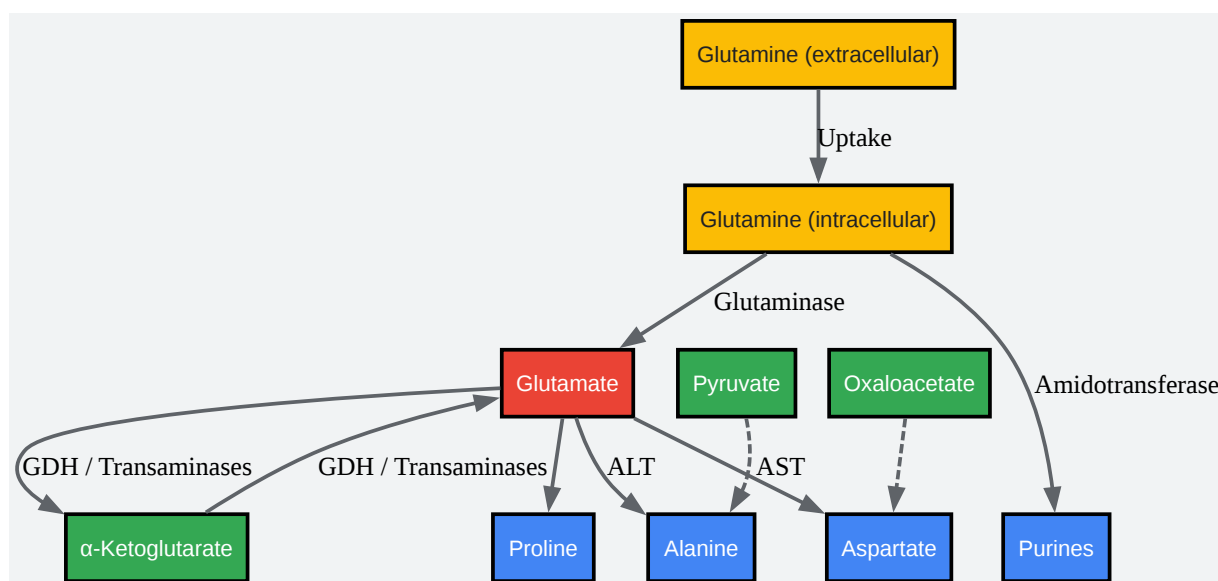 Glutamine (extracellular)
Uptake
Glutamine (intracellular)
Glutaminase
Glutamate
Pyruvate
Oxaloacetate
Amidotransferase
GDH / Transaminases
GDH / Transaminases
ALT
AST
α-Ketoglutarate
Proline
Alanine
Aspartate
Purines